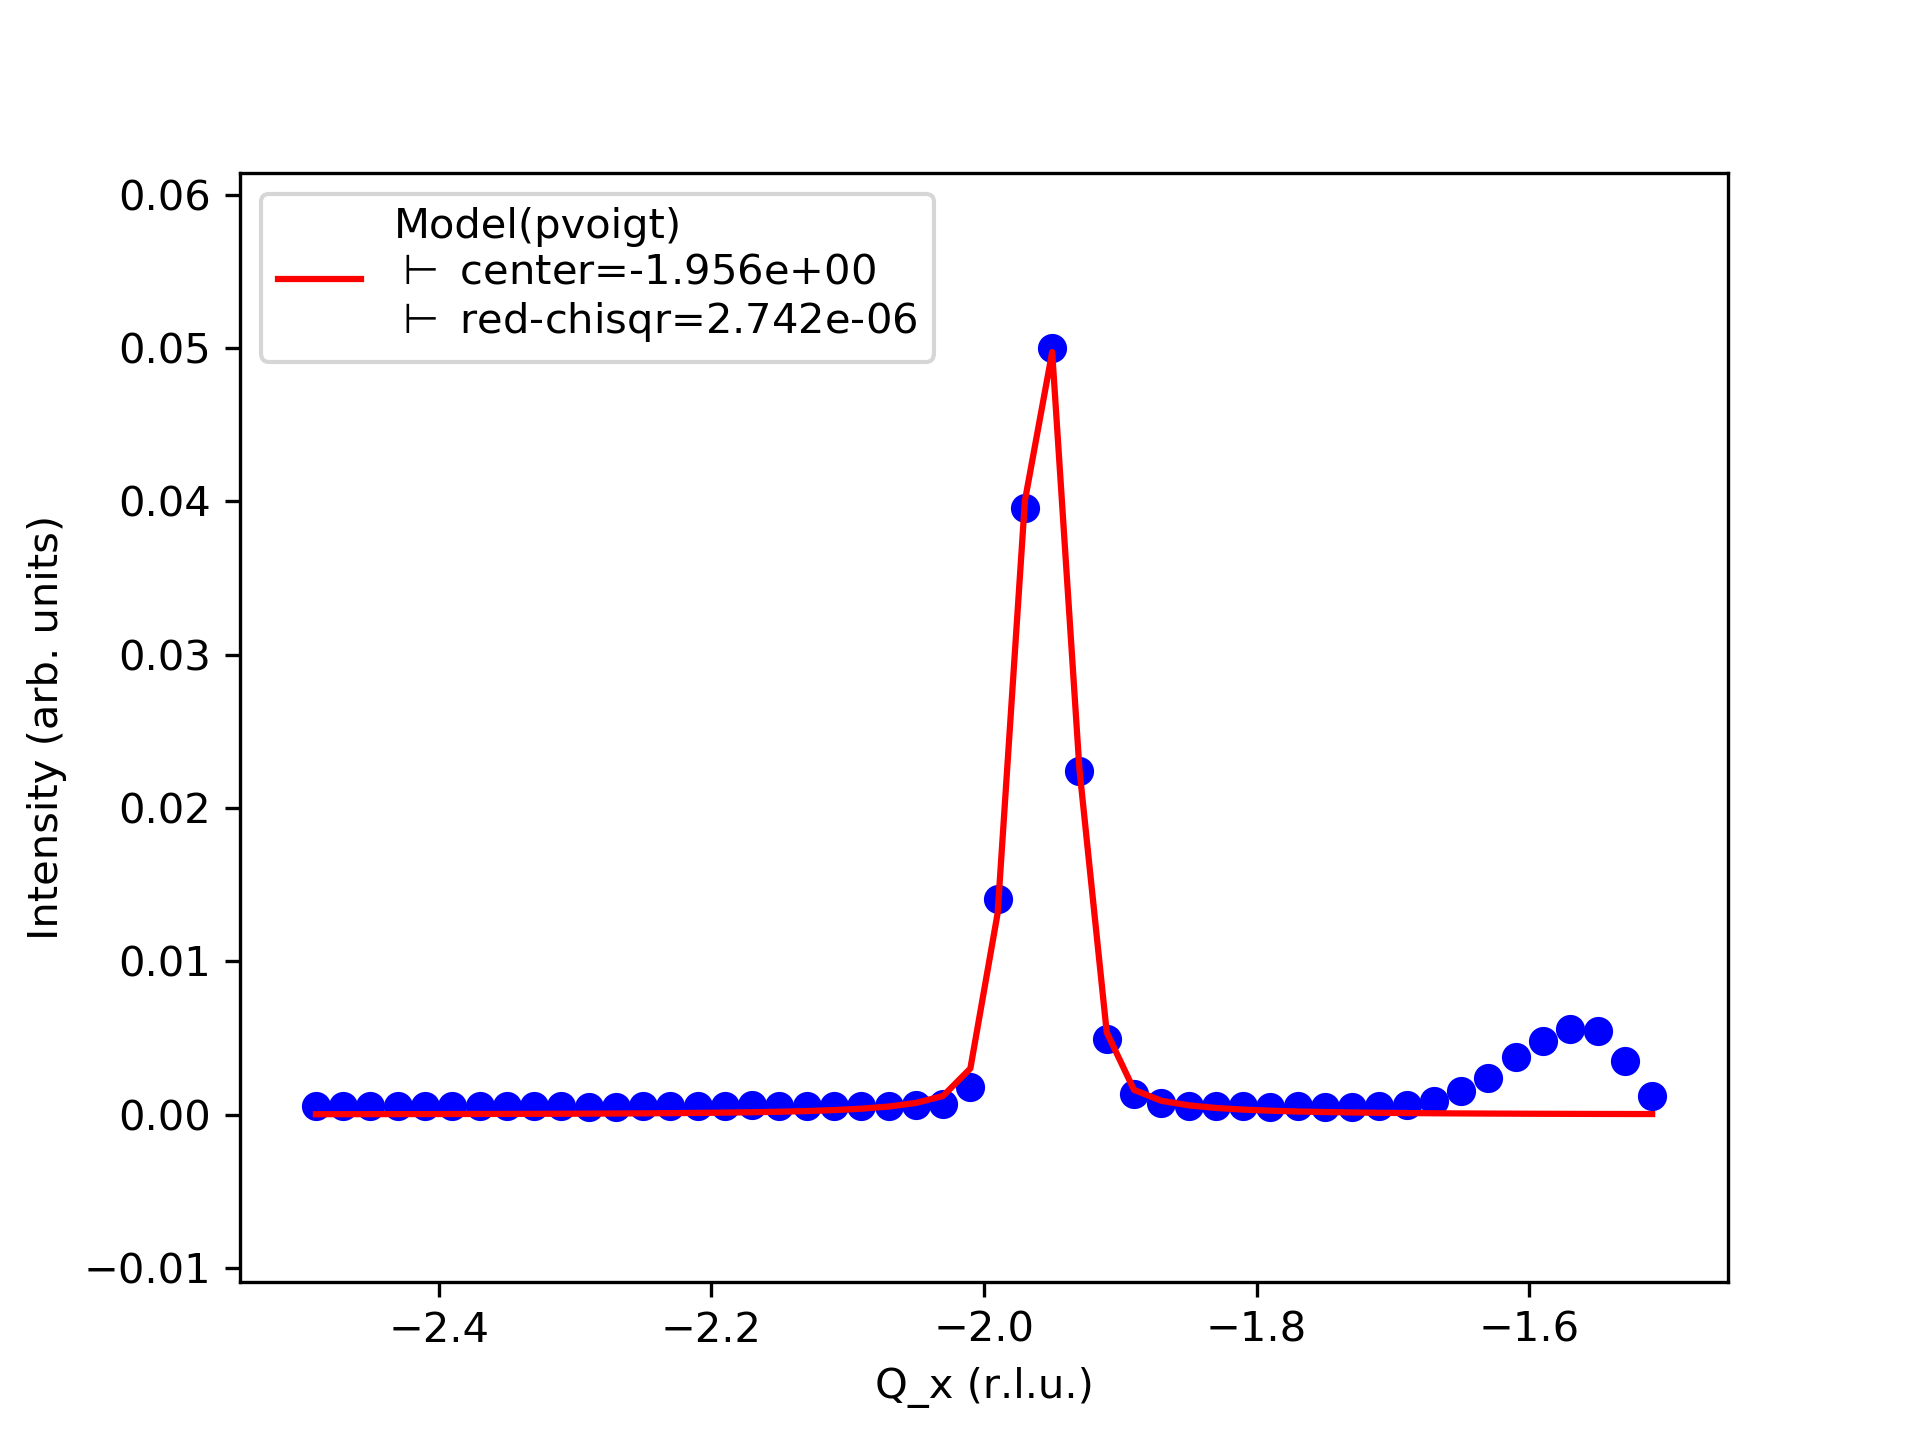 Model(pvoigt)
⊢ center=-1.956e+00
⊢ red-chisqr=2.742e-06
0.06
0.05
0.04
0.03
0.02
0.01
0.00
−0.01
Intensity (arb. units)
−2.4 −2.2 −2.0 −1.8 −1.6
Q_x (r.l.u.)